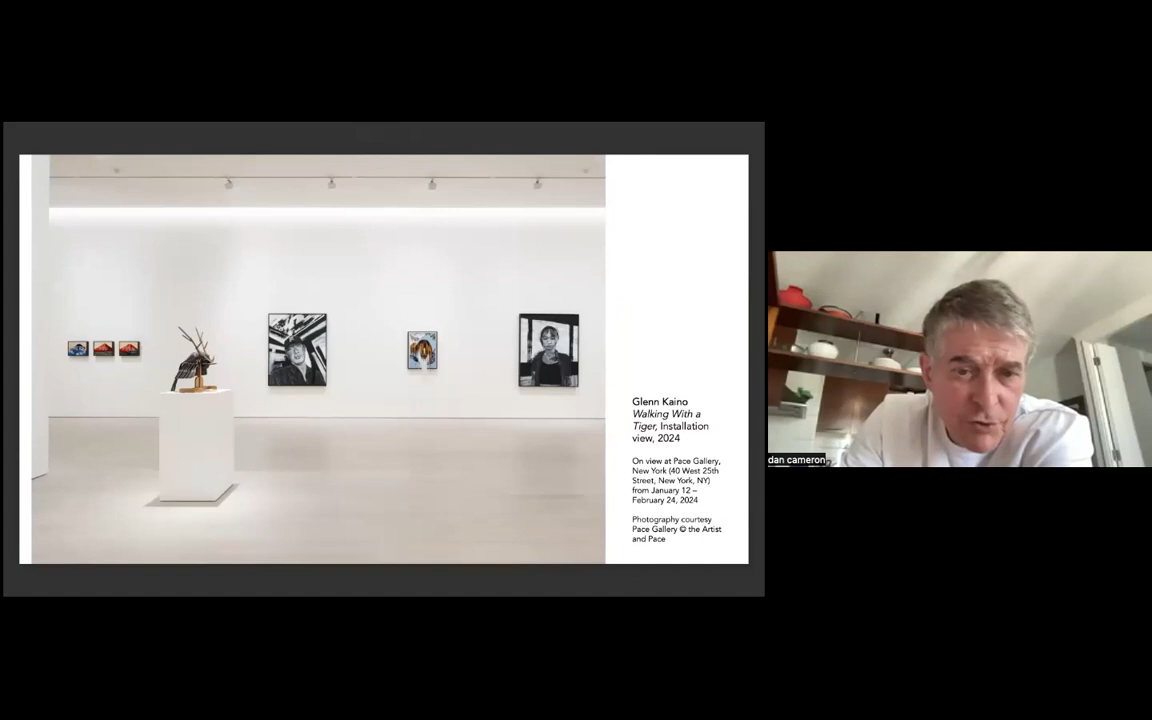 Glenn Kaino
Walking With a
Tiger, Installation
view, 2024
On view at Pace Gallery,
New York (40 West 25th
Street, New York, NY)
from January 12 –
February 24, 2024
Photography courtesy
Pace Gallery © the Artist
and Pace
dan cameron